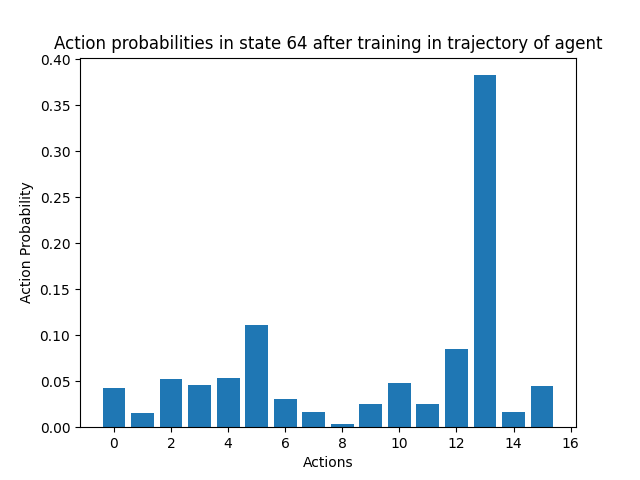 Action probabilities in state 64 after training in trajectory of agent
0.40
0.35
0.30
0.25
0.20
0.15
0.10
0.05
0.00
Action Probability
0 2 4 6 8 10 12 14 16
Actions